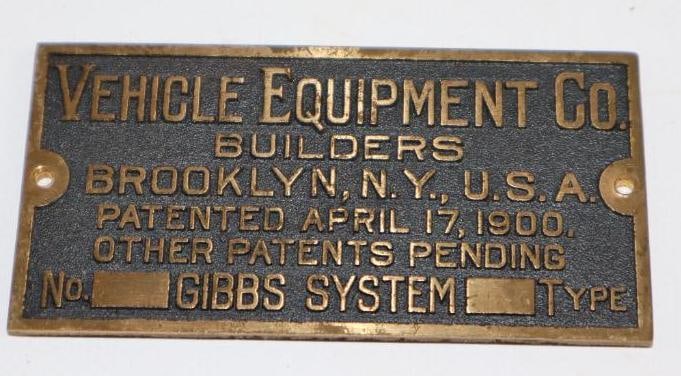 VEHICLE EQUIPMENT CO.
BUILDERS
BROOKLYN, N.Y., U.S.A.
PATENTED APRIL 17, 1900.
OTHER PATENTS PENDING
NO. GIBBS SYSTEM TYPE